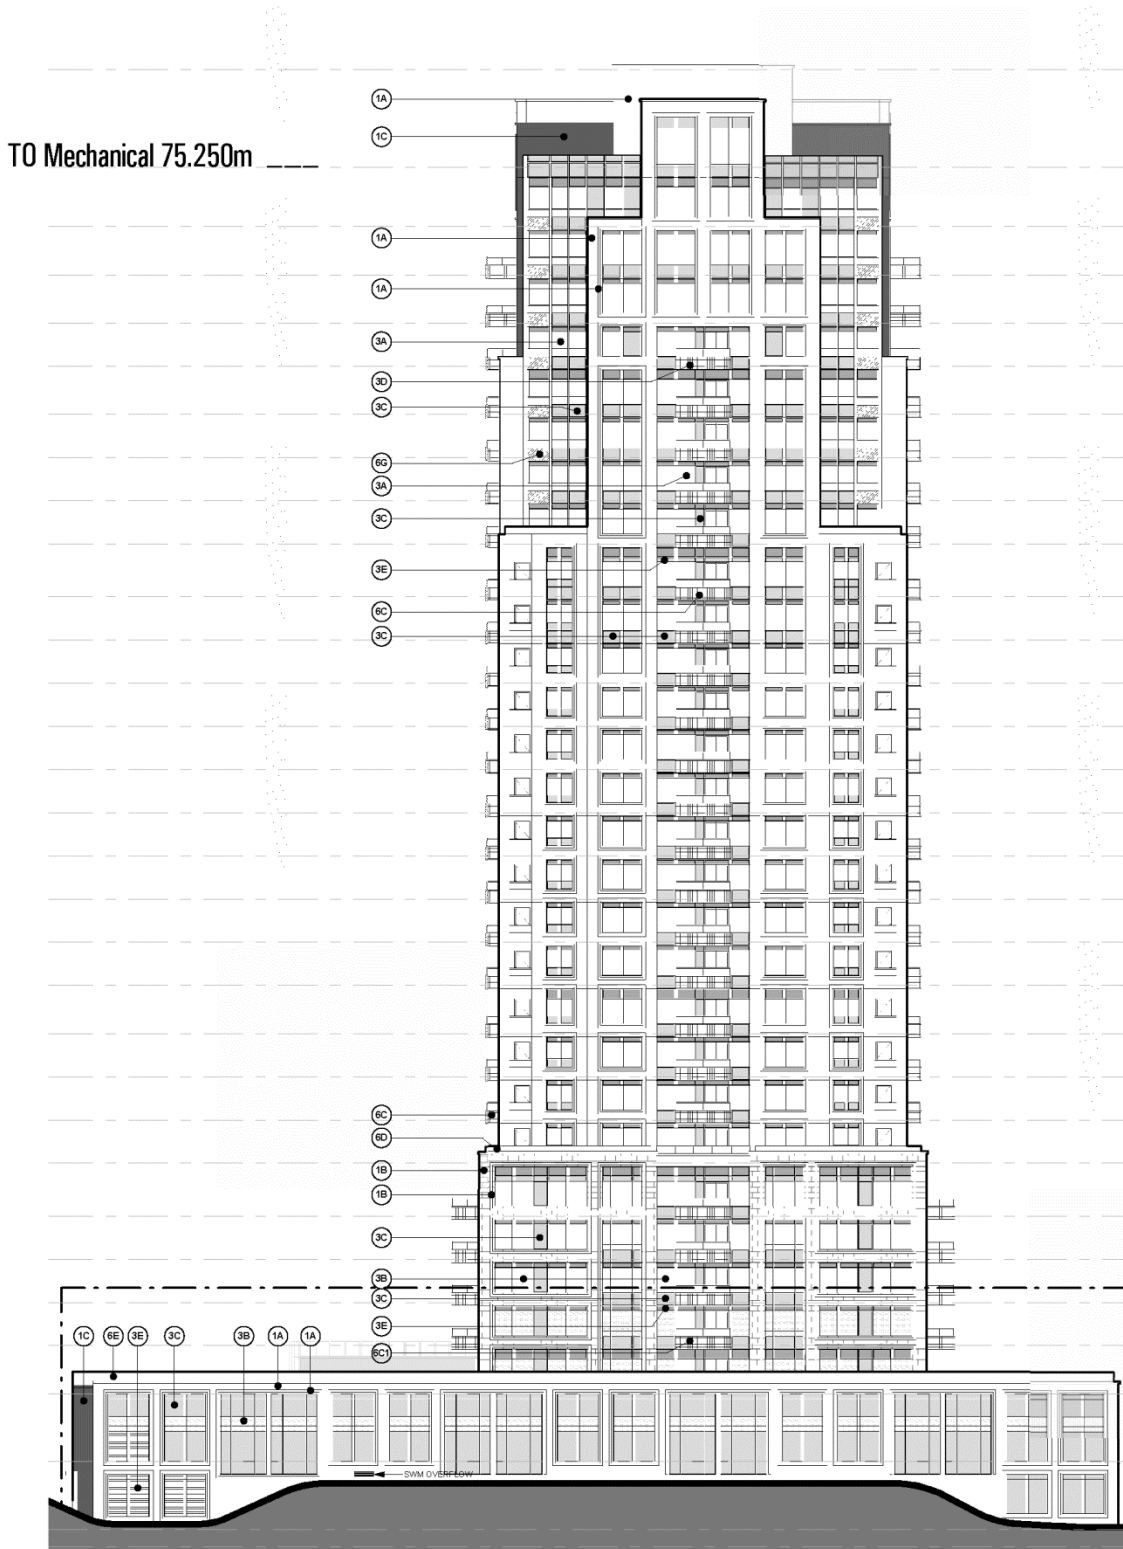 1A
1C
TO Mechanical 75.250m
1A
1A
3A
3D
3C
6G
3A
3C
3E
6C
3C
6C
6D
1B
1B
3C
3B
3C
3E
1C 6E 3E 3C 3B 1A 1A
6C1
SWM OVERFLOW